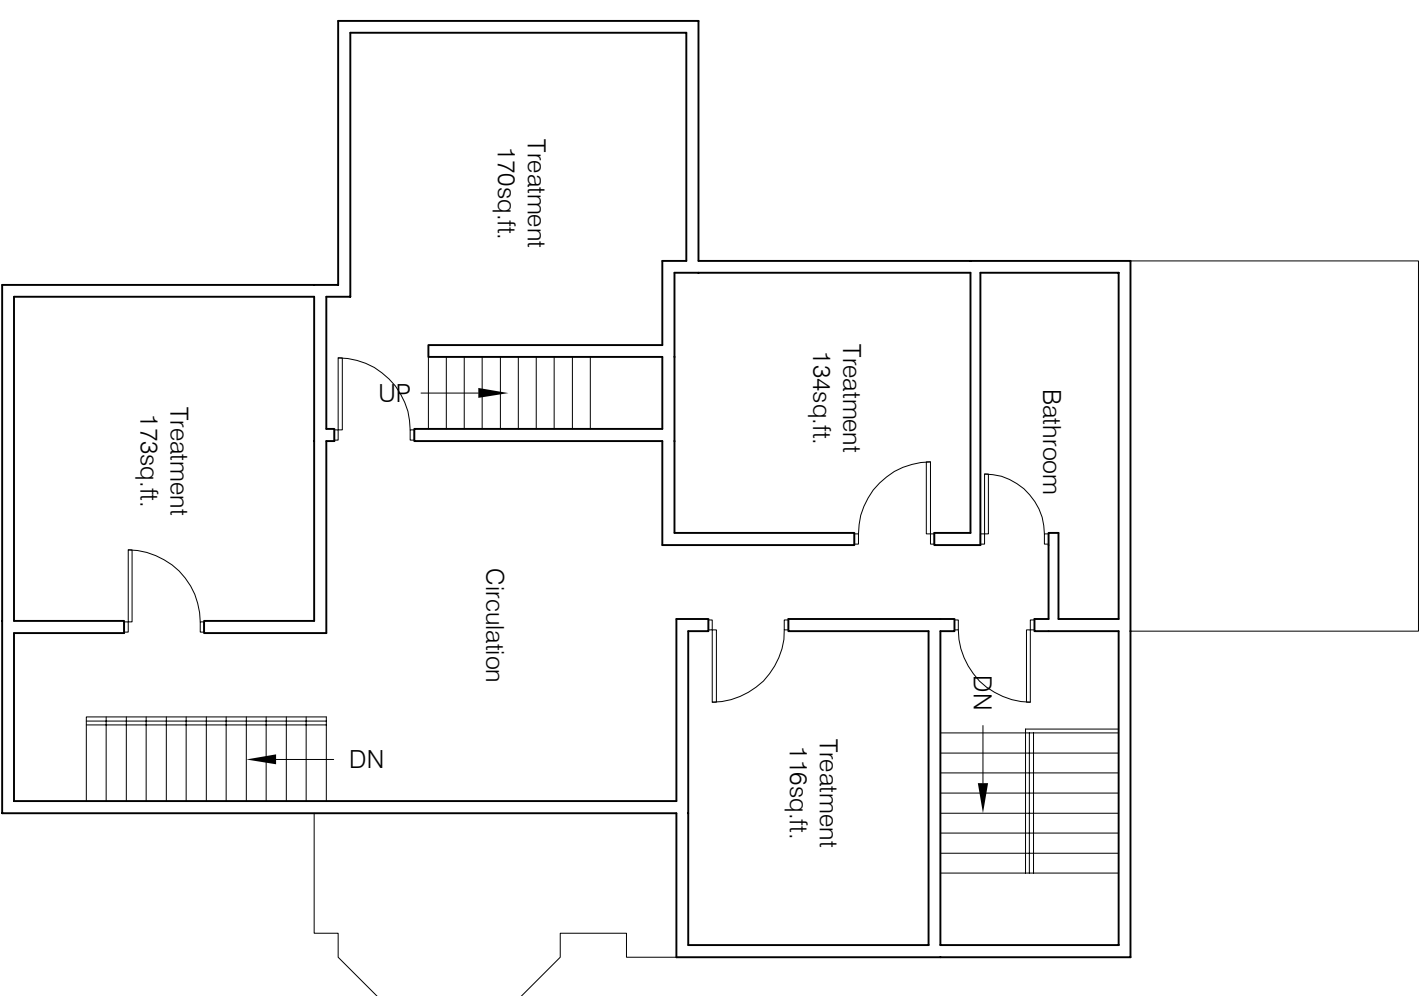 Treatment
170sq.ft.
Treatment
134sq.ft.
Bathroom
UP
Treatment
173sq.ft.
Circulation
DN
Treatment
116sq.ft.
DN